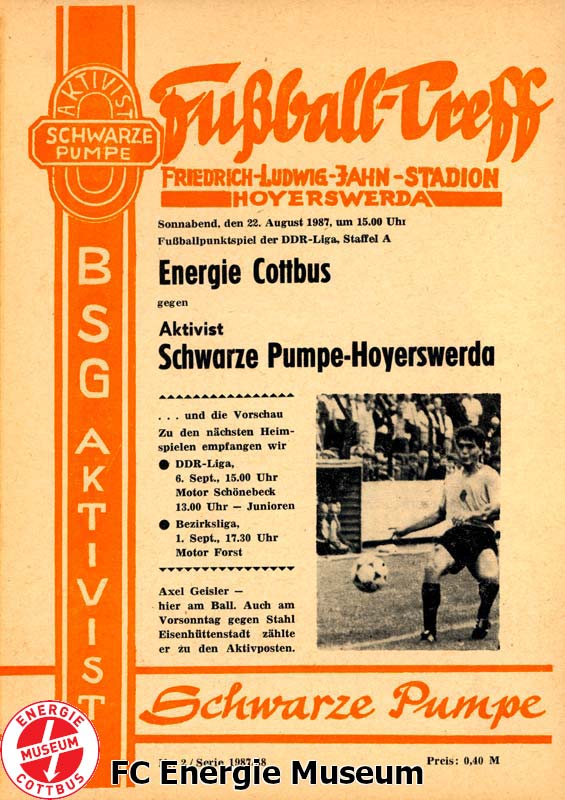 AKTIVIST
SCHWARZE
PUMPE
BSG AKTIVIST
Fußball-Treff
FRIEDRICH-LUDWIG-JAHN-STADION
HOYERSWERDA
Sonnabend, den 22. August 1987, um 15.00 Uhr
Fußballpunktspiel der DDR-Liga, Staffel A
Energie Cottbus
gegen
Aktivist
Schwarze Pumpe-Hoyerswerda
. . . und die Vorschau
Zu den nächsten Heim-
spielen empfangen wir
● DDR-Liga,
6. Sept., 15.00 Uhr
Motor Schönebeck
13.00 Uhr – Junioren
● Bezirksliga,
1. Sept., 17.30 Uhr
Motor Forst
Axel Geisler –
hier am Ball. Auch am
Vorsonntag gegen Stahl
Eisenhüttenstadt zählte
er zu den Aktivposten.
Schwarze Pumpe
2 / Serie 1987/88
Preis: 0,40 M
ENERGIE
MUSEUM
COTTBUS
FC Energie Museum